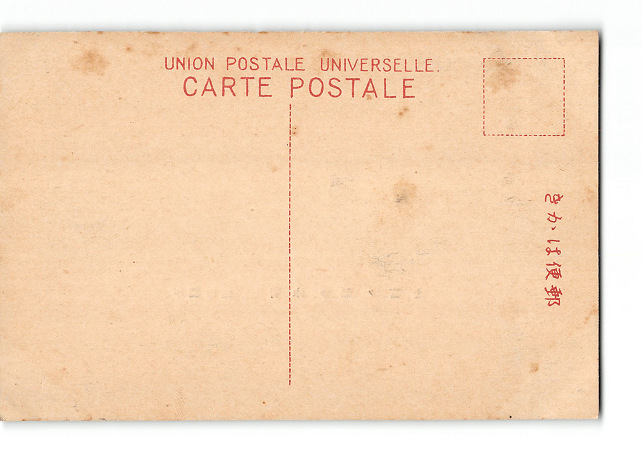 UNION POSTALE UNIVERSELLE.
CARTE POSTALE
きかは便郵